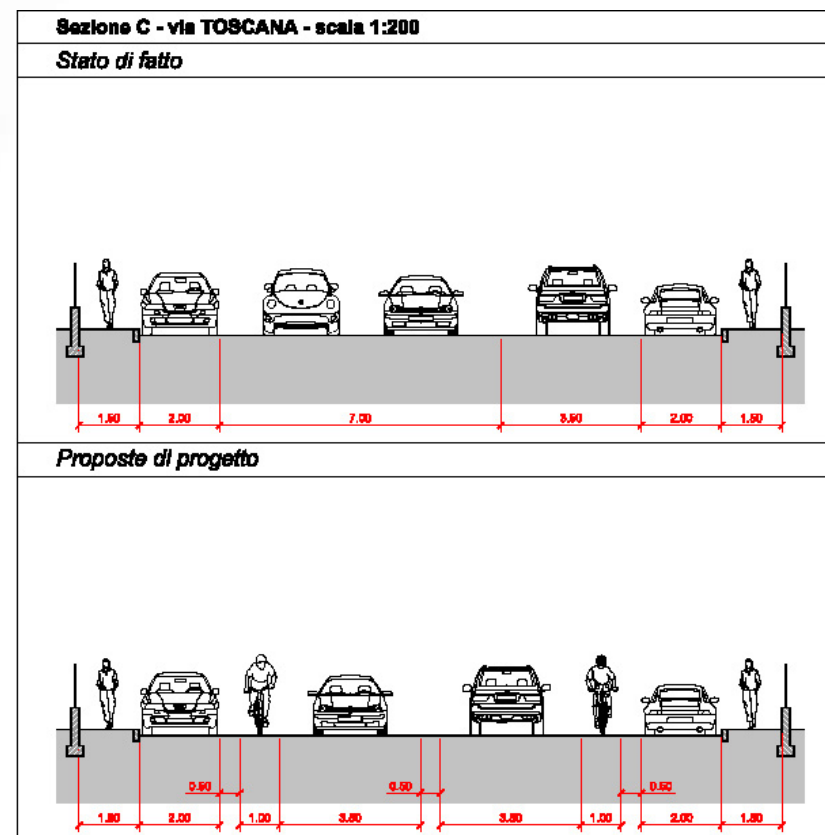 Sezione C - via TOSCANA - scala 1:200
Stato di fatto
1.50 2.00 7.00 3.50 2.00 1.50
Proposte di progetto
0.50 0.50 0.50
1.50 2.00 1.00 3.50 3.50 1.00 2.00 1.50